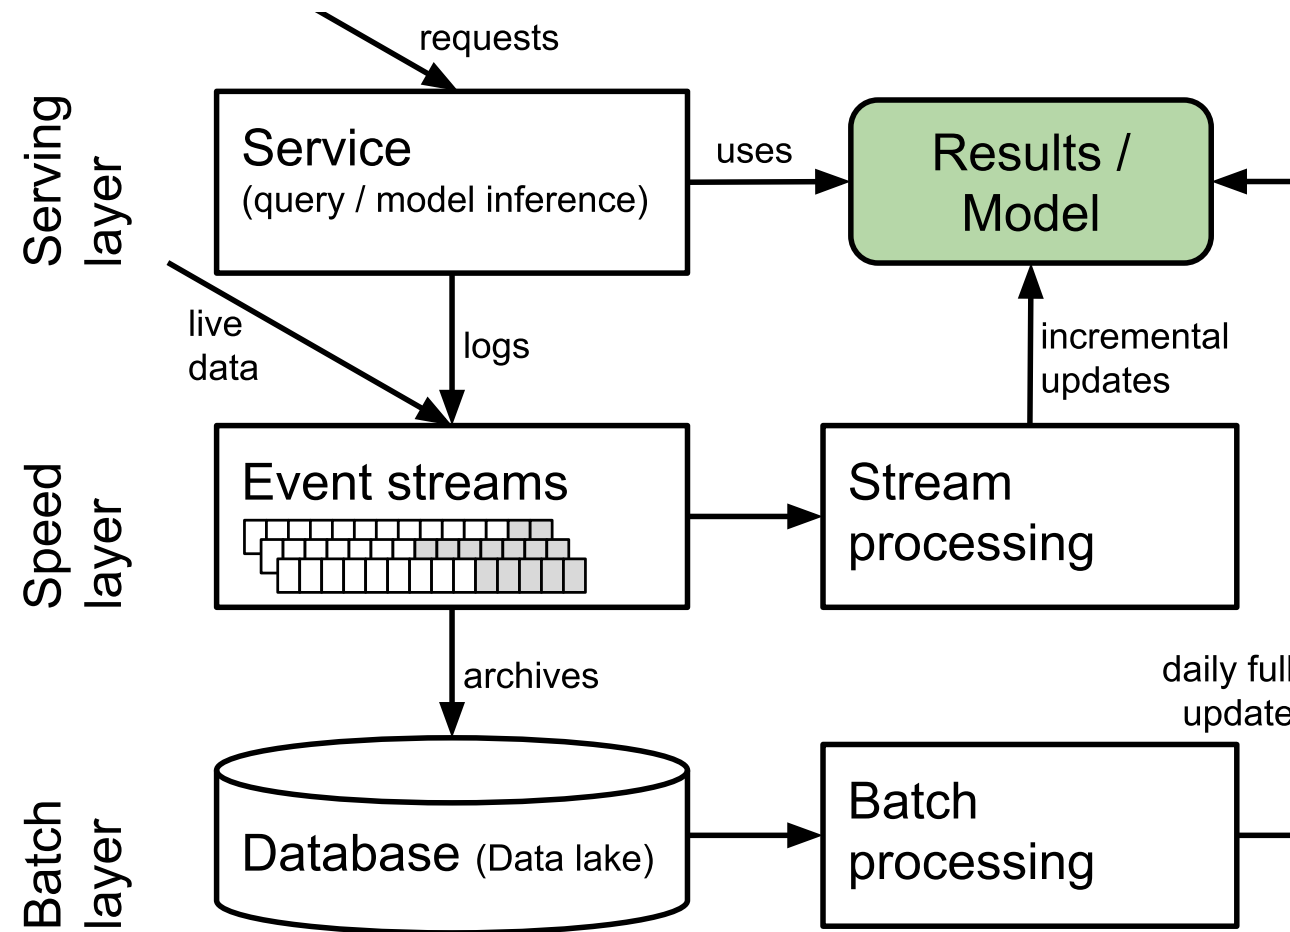 requests
Serving
layer
Service
(query / model inference)
uses
Results /
Model
live
data
logs
incremental
updates
Speed
layer
Event streams
Stream
processing
archives
daily full
update
Batch
layer
Database (Data lake)
Batch
processing